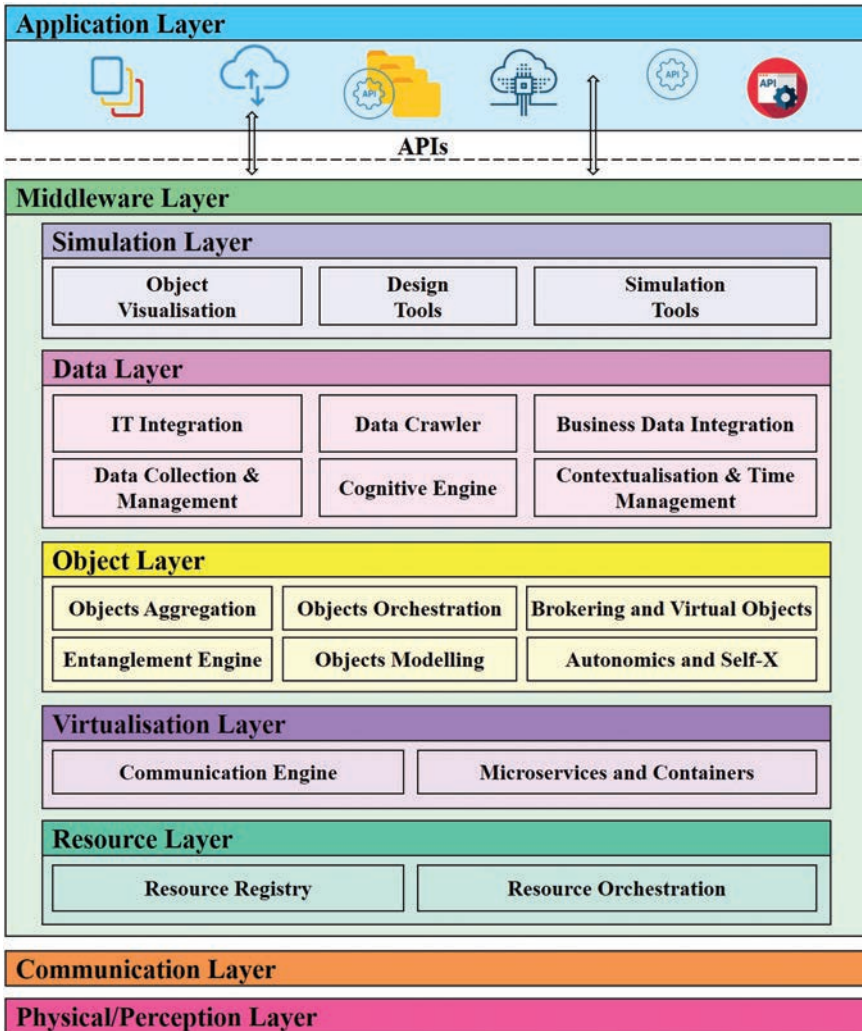 Application Layer
API
API
API
APIs
Middleware Layer
Simulation Layer
Object
Visualisation
Design
Tools
Simulation
Tools
Data Layer
IT Integration
Data Crawler
Business Data Integration
Data Collection &
Management
Cognitive Engine
Contextualisation & Time
Management
Object Layer
Objects Aggregation
Objects Orchestration
Brokering and Virtual Objects
Entanglement Engine
Objects Modelling
Autonomics and Self-X
Virtualisation Layer
Communication Engine
Microservices and Containers
Resource Layer
Resource Registry
Resource Orchestration
Communication Layer
Physical/Perception Layer